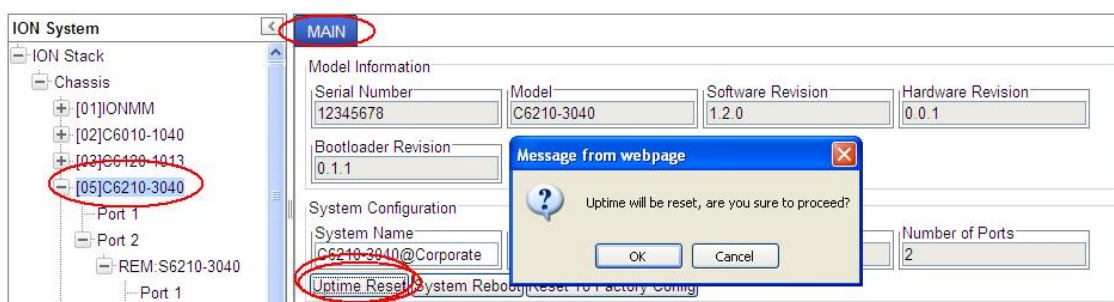 ION System
ION Stack
Chassis
[01]IONMM
[02]C6010-1040
[03]C6120-1013
[05]C6210-3040
Port 1
Port 2
REM:S6210-3040
Port 1
MAIN
Model Information
Serial Number
12345678
Model
C6210-3040
Software Revision
1.2.0
Hardware Revision
0.0.1
Bootloader Revision
0.1.1
Message from webpage
Uptime will be reset, are you sure to proceed?
OK
Cancel
System Configuration
System Name
C6210-3040@Corporate
Number of Ports
2
Uptime Reset
System Reboot
Reset To Factory Config